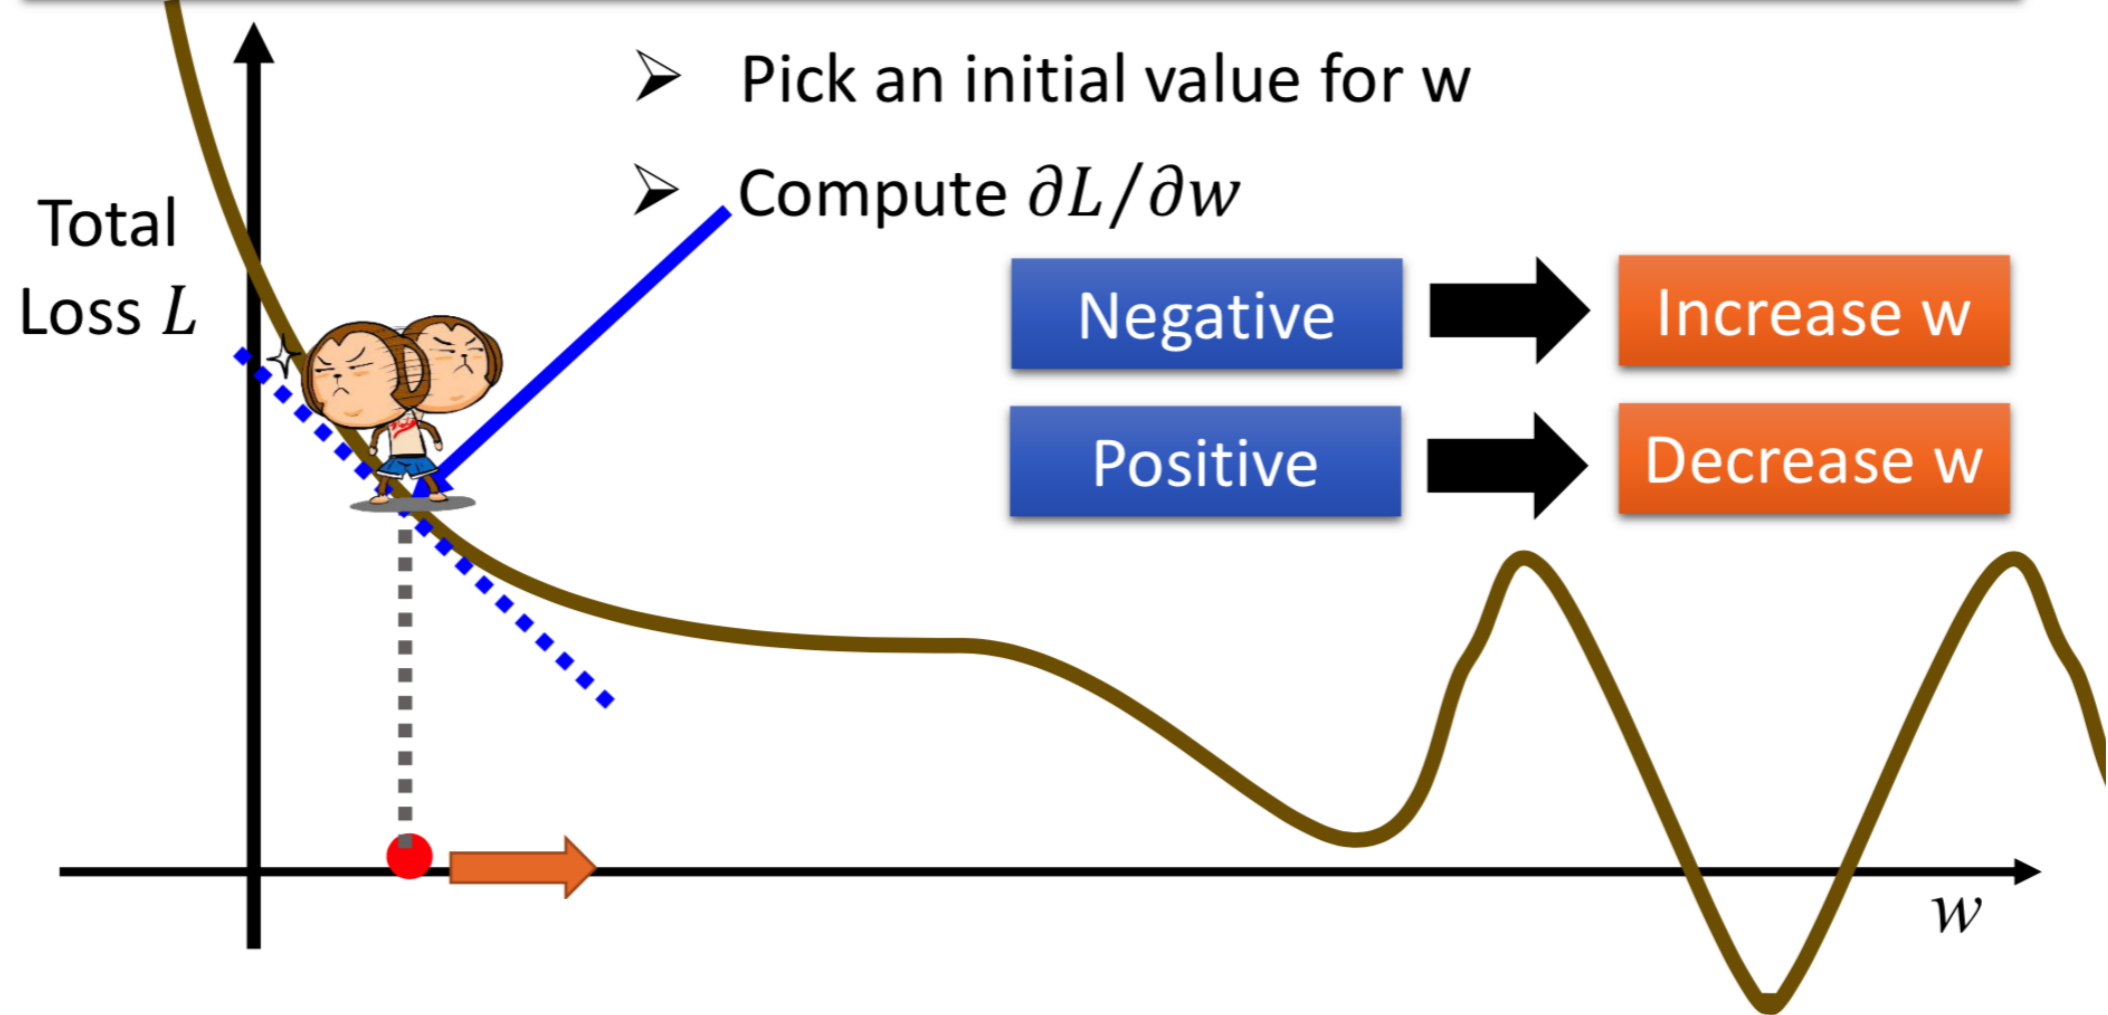 Pick an initial value for w
Compute ∂L/∂w
Total
Loss L
Negative
Increase w
Positive
Decrease w
w